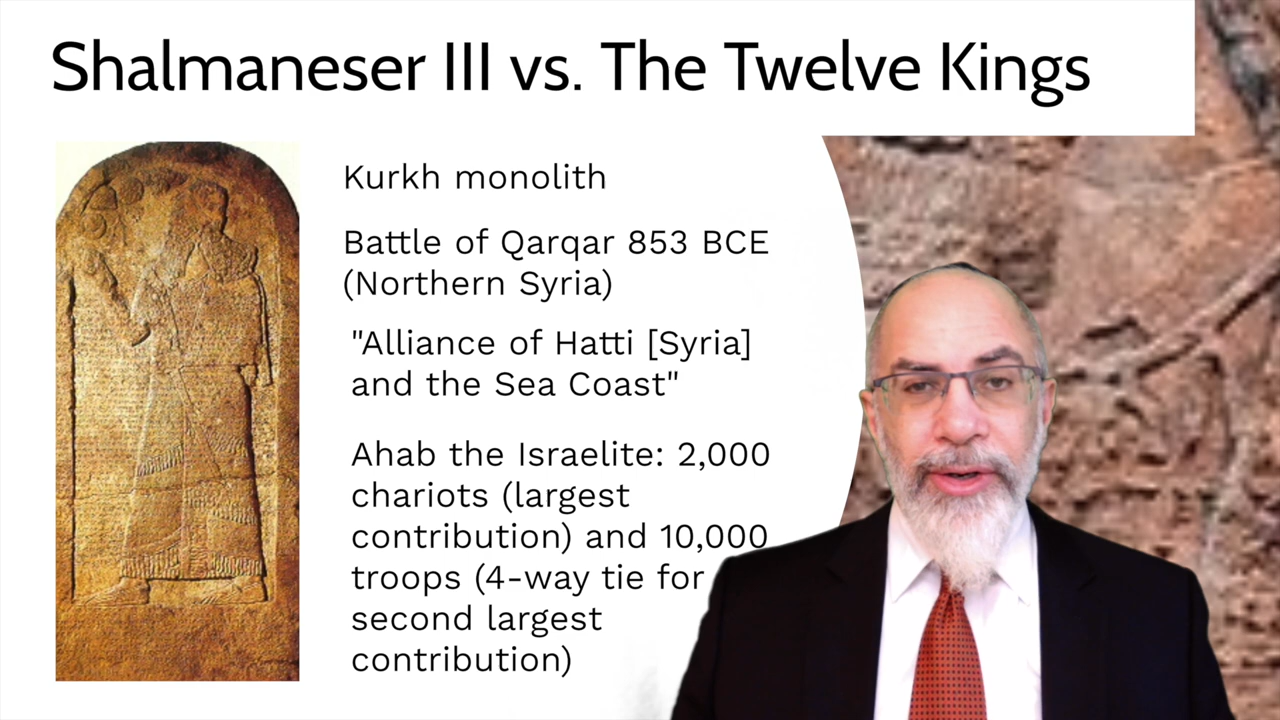 Shalmaneser III vs. The Twelve Kings
Kurkh monolith
Battle of Qarqar 853 BCE
(Northern Syria)
"Alliance of Hatti [Syria]
and the Sea Coast"
Ahab the Israelite: 2,000
chariots (largest
contribution) and 10,000
troops (4-way tie for
second largest
contribution)